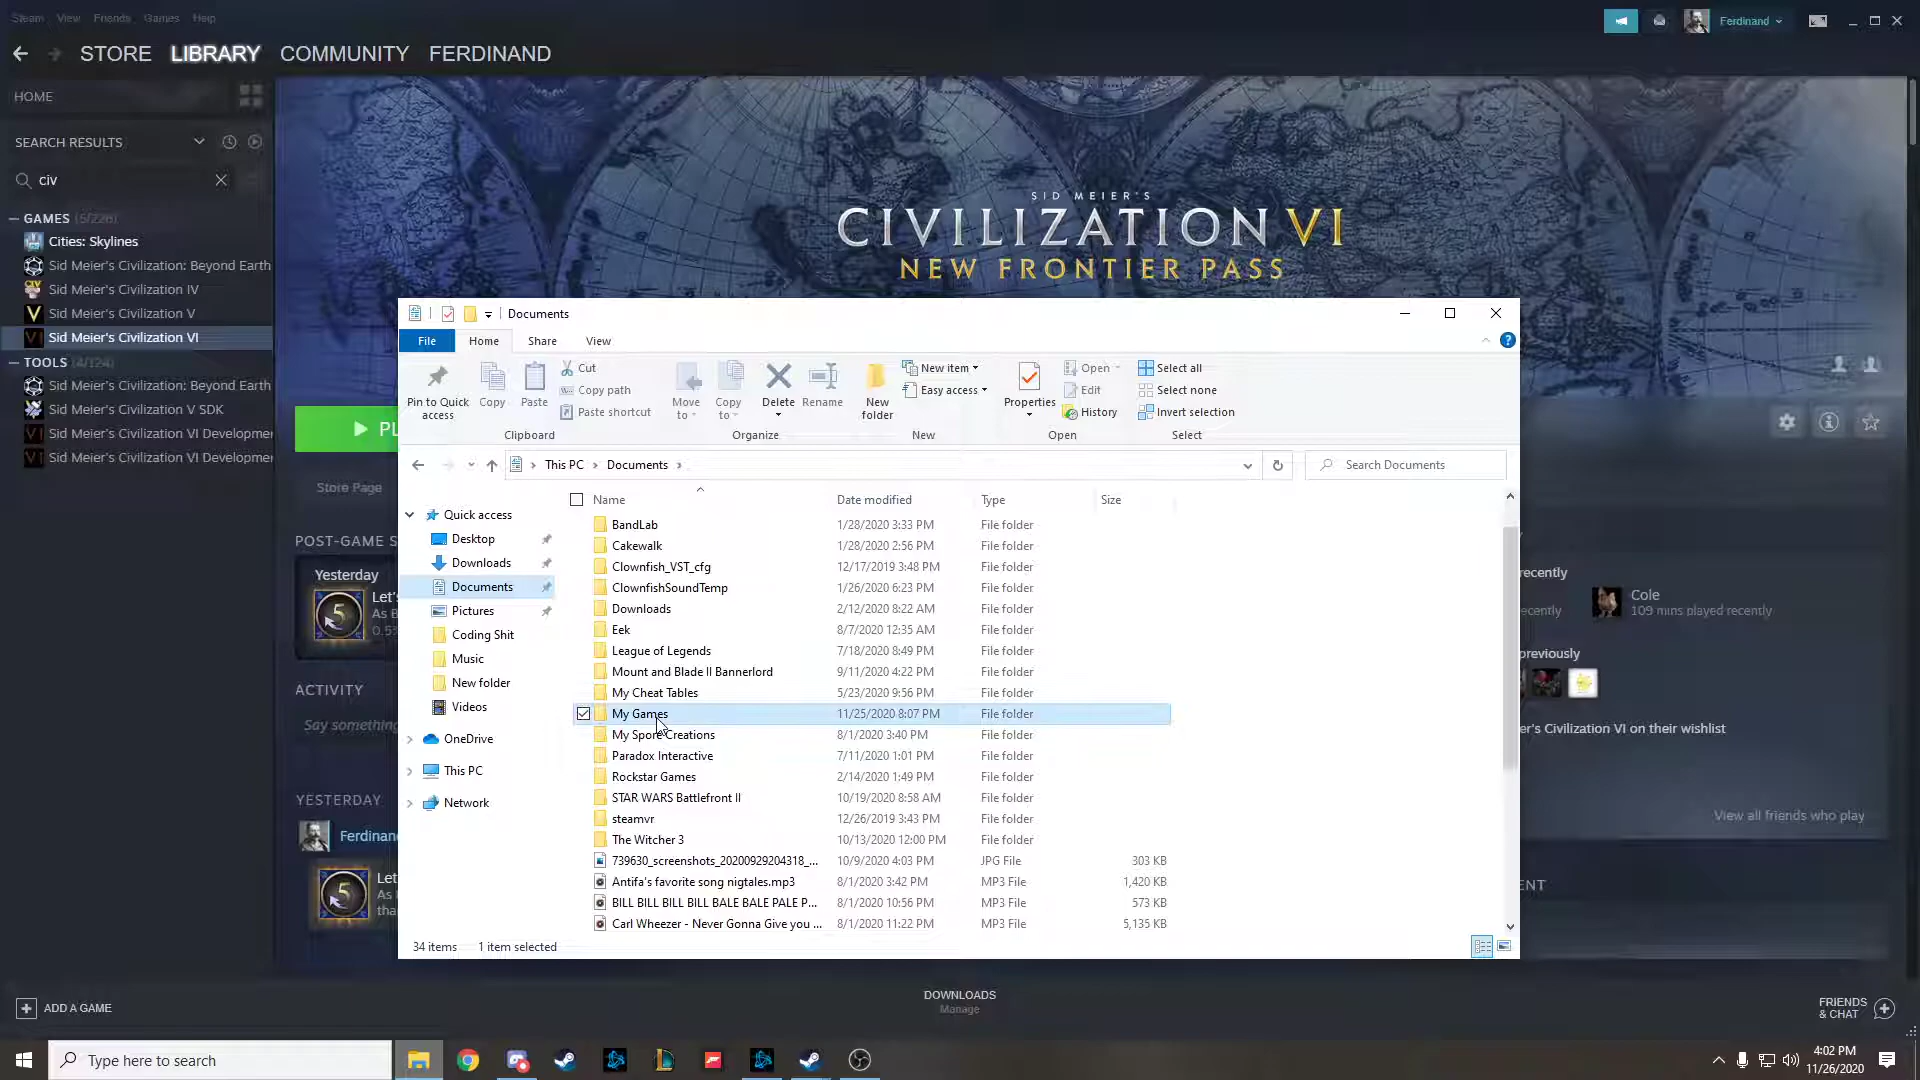 Steam View Friends Games Help
Ferdinand
STORE LIBRARY COMMUNITY FERDINAND
HOME
SEARCH RESULTS
civ
GAMES (5/226)
Cities: Skylines
Sid Meier's Civilization: Beyond Earth
Sid Meier's Civilization IV
Sid Meier's Civilization V
Sid Meier's Civilization VI
TOOLS (4/124)
Sid Meier's Civilization: Beyond Earth
Sid Meier's Civilization V SDK
Sid Meier's Civilization VI Developmer
Sid Meier's Civilization VI Developmer
SID MEIER'S
CIVILIZATION VI
NEW FRONTIER PASS
PL
Store Page
POST-GAME S
Yesterday
Let's
As B
0.5
ACTIVITY
Say something
YESTERDAY
Ferdinand
Let
As
tha
Documents
File Home Share View
Pin to Quick access
Copy
Paste
Cut
Copy path
Paste shortcut
Clipboard
Move to
Copy to
Delete
Rename
Organize
New folder
New item
Easy access
New
Properties
Open
Edit
History
Open
Select all
Select none
Invert selection
Select
This PC > Documents >
Search Documents
Quick access
Desktop
Downloads
Documents
Pictures
Coding Shit
Music
New folder
Videos
OneDrive
This PC
Network
Name Date modified Type Size
BandLab 1/28/2020 3:33 PM File folder
Cakewalk 1/28/2020 2:56 PM File folder
Clownfish_VST_cfg 12/17/2019 3:48 PM File folder
ClownfishSoundTemp 1/26/2020 6:23 PM File folder
Downloads 2/12/2020 8:22 AM File folder
Eek 8/7/2020 12:35 AM File folder
League of Legends 7/18/2020 8:49 PM File folder
Mount and Blade II Bannerlord 9/11/2020 4:22 PM File folder
My Cheat Tables 5/23/2020 9:56 PM File folder
My Games 11/25/2020 8:07 PM File folder
My Spore Creations 8/1/2020 3:40 PM File folder
Paradox Interactive 7/11/2020 1:01 PM File folder
Rockstar Games 2/14/2020 1:49 PM File folder
STAR WARS Battlefront II 10/19/2020 8:58 AM File folder
steamvr 12/26/2019 3:43 PM File folder
The Witcher 3 10/13/2020 12:00 PM File folder
739630_screenshots_20200929204318_... 10/9/2020 4:03 PM JPG File 303 KB
Antifa's favorite song nigtales.mp3 8/1/2020 3:42 PM MP3 File 1,420 KB
BILL BILL BILL BILL BALE BALE PALE P... 8/1/2020 10:56 PM MP3 File 573 KB
Carl Wheezer - Never Gonna Give you ... 8/1/2020 11:22 PM MP3 File 5,135 KB
34 items 1 item selected
recently
ecently
Cole
109 mins played recently
previously
er's Civilization VI on their wishlist
View all friends who play
ENT
ADD A GAME
DOWNLOADS
Manage
FRIENDS
& CHAT
Type here to search
4:02 PM
11/26/2020